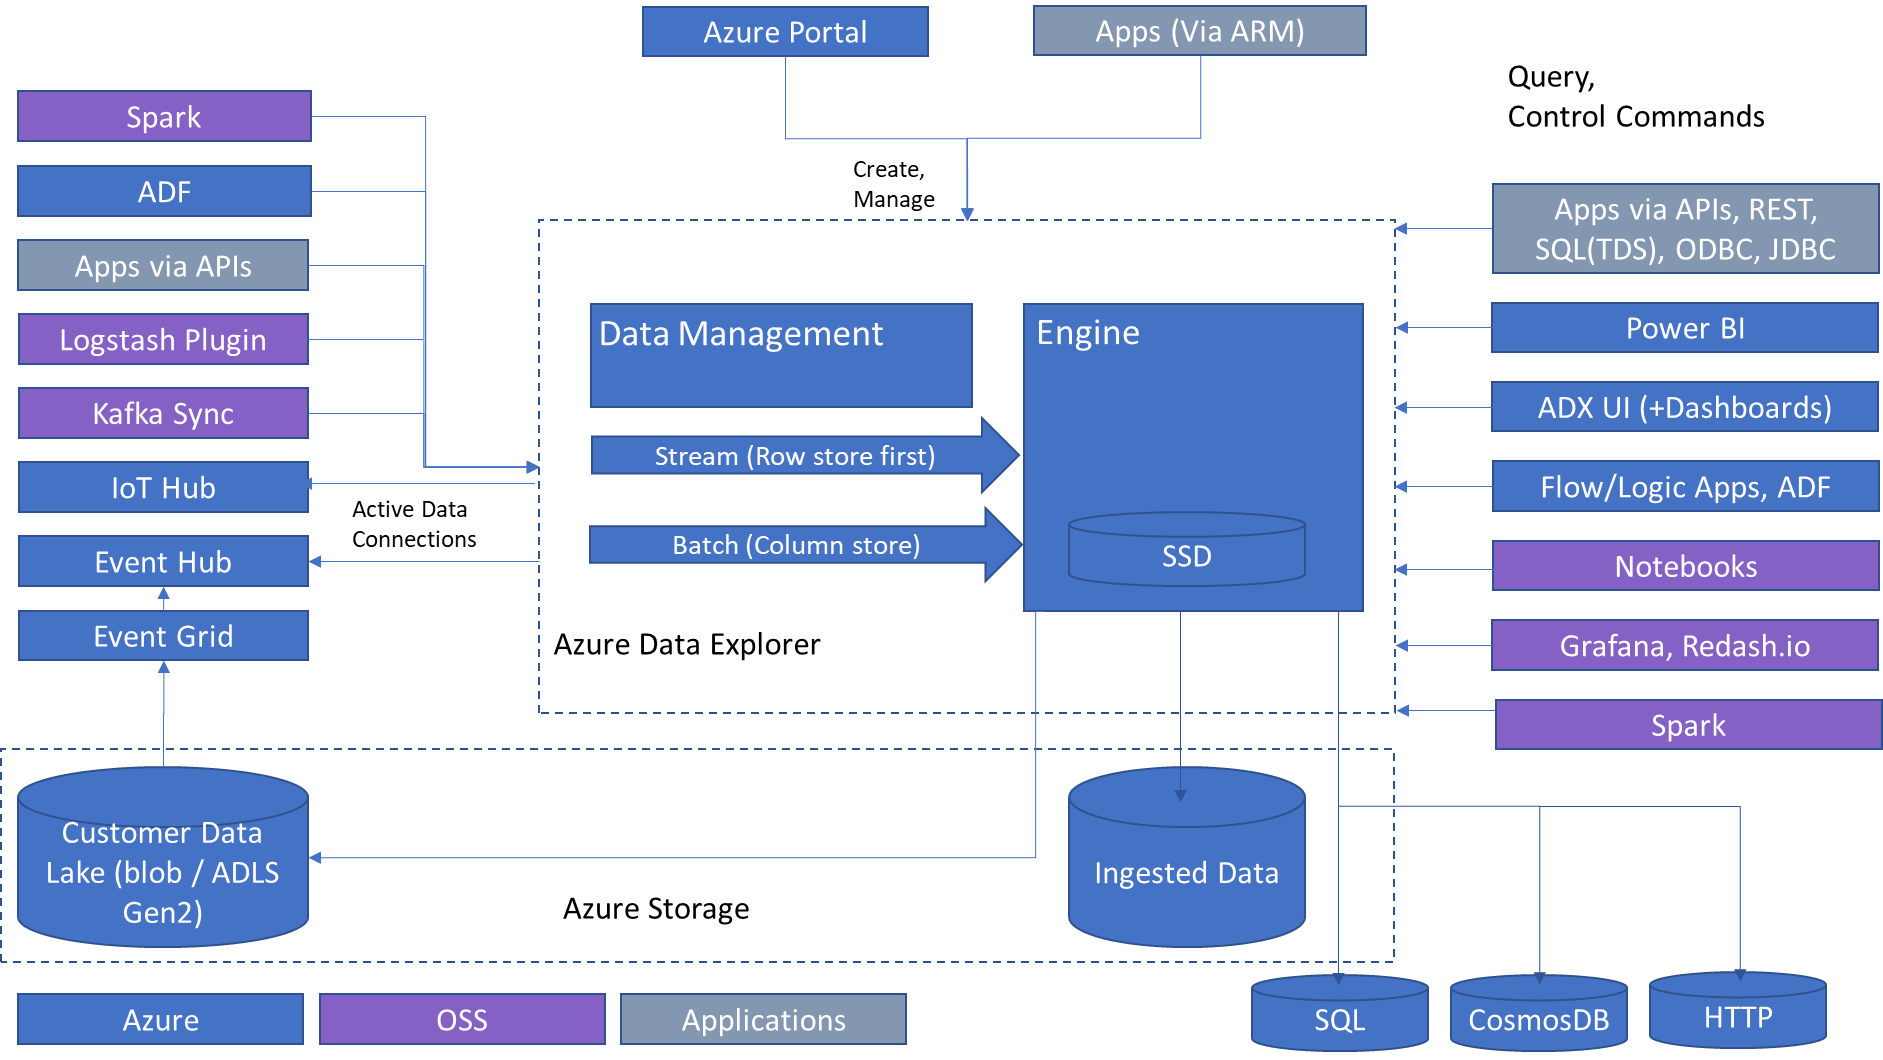 Azure Portal
Apps (Via ARM)
Query,
Control Commands
Create,
Manage
Spark
ADF
Apps via APIs
Logstash Plugin
Kafka Sync
IoT Hub
Event Hub
Event Grid
Active Data
Connections
Data Management
Engine
Stream (Row store first)
Batch (Column store)
SSD
Azure Data Explorer
Apps via APIs, REST,
SQL(TDS), ODBC, JDBC
Power BI
ADX UI (+Dashboards)
Flow/Logic Apps, ADF
Notebooks
Grafana, Redash.io
Spark
Customer Data
Lake (blob / ADLS
Gen2)
Azure Storage
Ingested Data
SQL
CosmosDB
HTTP
Azure
OSS
Applications